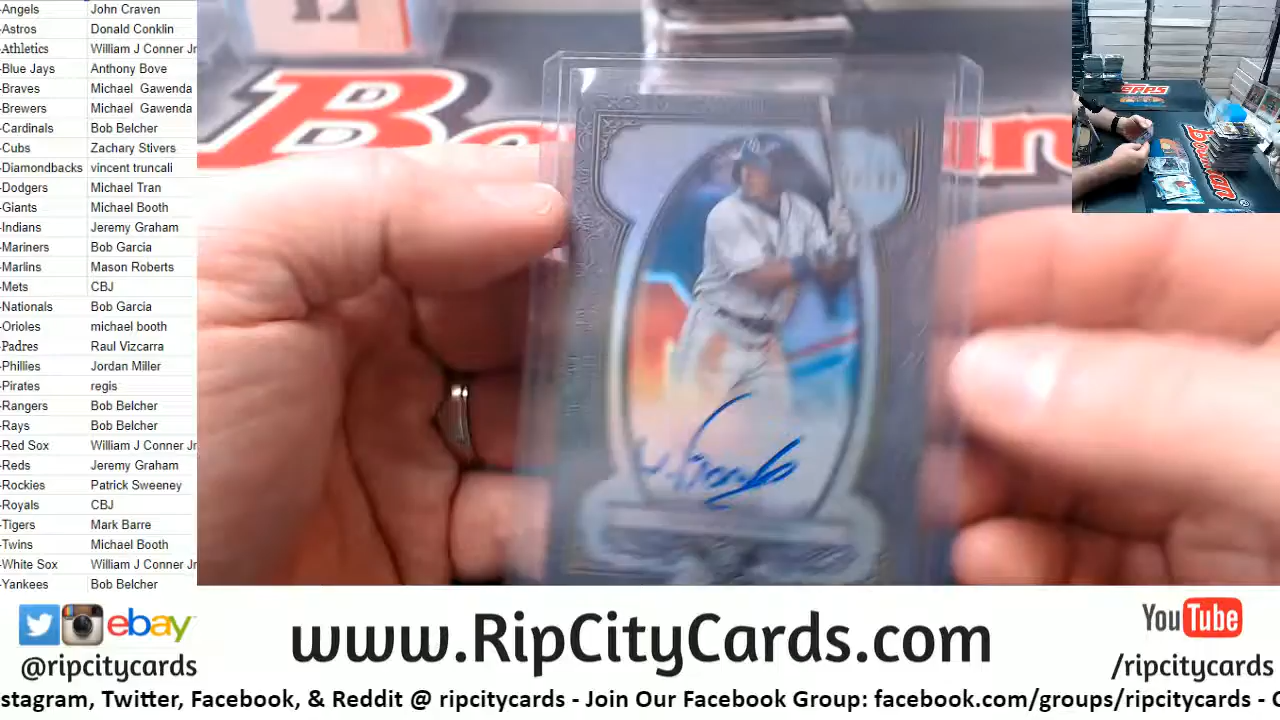 -Angels John Craven
-Astros Donald Conklin
-Athletics William J Conner Jr
-Blue Jays Anthony Bove
-Braves Michael Gawenda
-Brewers Michael Gawenda
-Cardinals Bob Belcher
-Cubs Zachary Stivers
-Diamondbacks vincent truncali
-Dodgers Michael Tran
-Giants Michael Booth
-Indians Jeremy Graham
-Mariners Bob Garcia
-Marlins Mason Roberts
-Mets CBJ
-Nationals Bob Garcia
-Orioles michael booth
-Padres Raul Vizcarra
-Phillies Jordan Miller
-Pirates regis
-Rangers Bob Belcher
-Rays Bob Belcher
-Red Sox William J Conner Jr
-Reds Jeremy Graham
-Rockies Patrick Sweeney
-Royals CBJ
-Tigers Mark Barre
-Twins Michael Booth
-White Sox William J Conner Jr
-Yankees Bob Belcher
Bowman
ebay
@ripcitycards
www.RipCityCards.com
YouTube
/ripcitycards
stagram, Twitter, Facebook, & Reddit @ ripcitycards - Join Our Facebook Group: facebook.com/groups/ripcitycards -